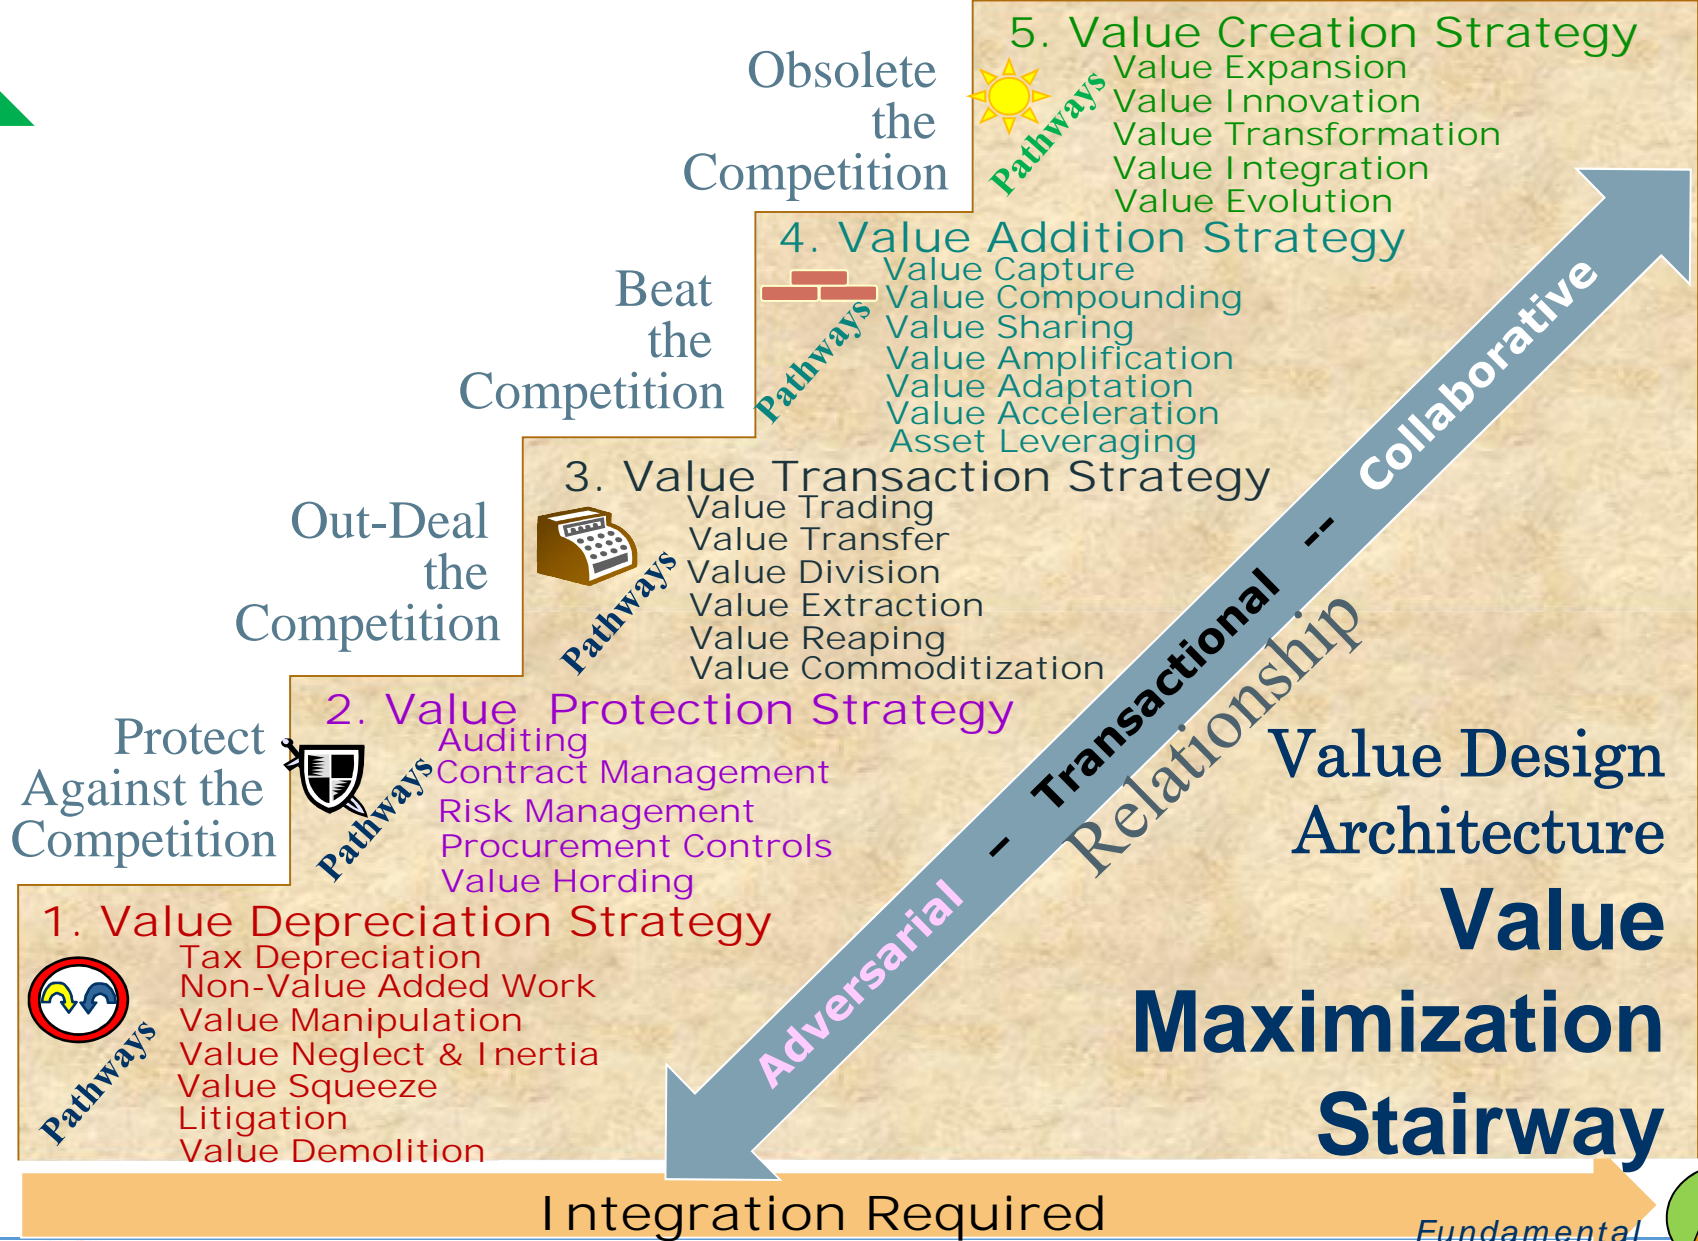 5. Value Creation Strategy
Pathways
Value Expansion
Value Innovation
Value Transformation
Value Integration
Value Evolution
Obsolete
the
Competition
4. Value Addition Strategy
Pathways
Value Capture
Value Compounding
Value Sharing
Value Amplification
Value Adaptation
Value Acceleration
Asset Leveraging
Beat
the
Competition
3. Value Transaction Strategy
Pathways
Value Trading
Value Transfer
Value Division
Value Extraction
Value Reaping
Value Commoditization
Out-Deal
the
Competition
2. Value Protection Strategy
Pathways
Auditing
Contract Management
Risk Management
Procurement Controls
Value Hording
Protect
Against the
Competition
1. Value Depreciation Strategy
Pathways
Tax Depreciation
Non-Value Added Work
Value Manipulation
Value Neglect & Inertia
Value Squeeze
Litigation
Value Demolition
Adversarial – Transactional -- Collaborative
Relationship
Value Design
Architecture
Value
Maximization
Stairway
Integration Required
Fundamental